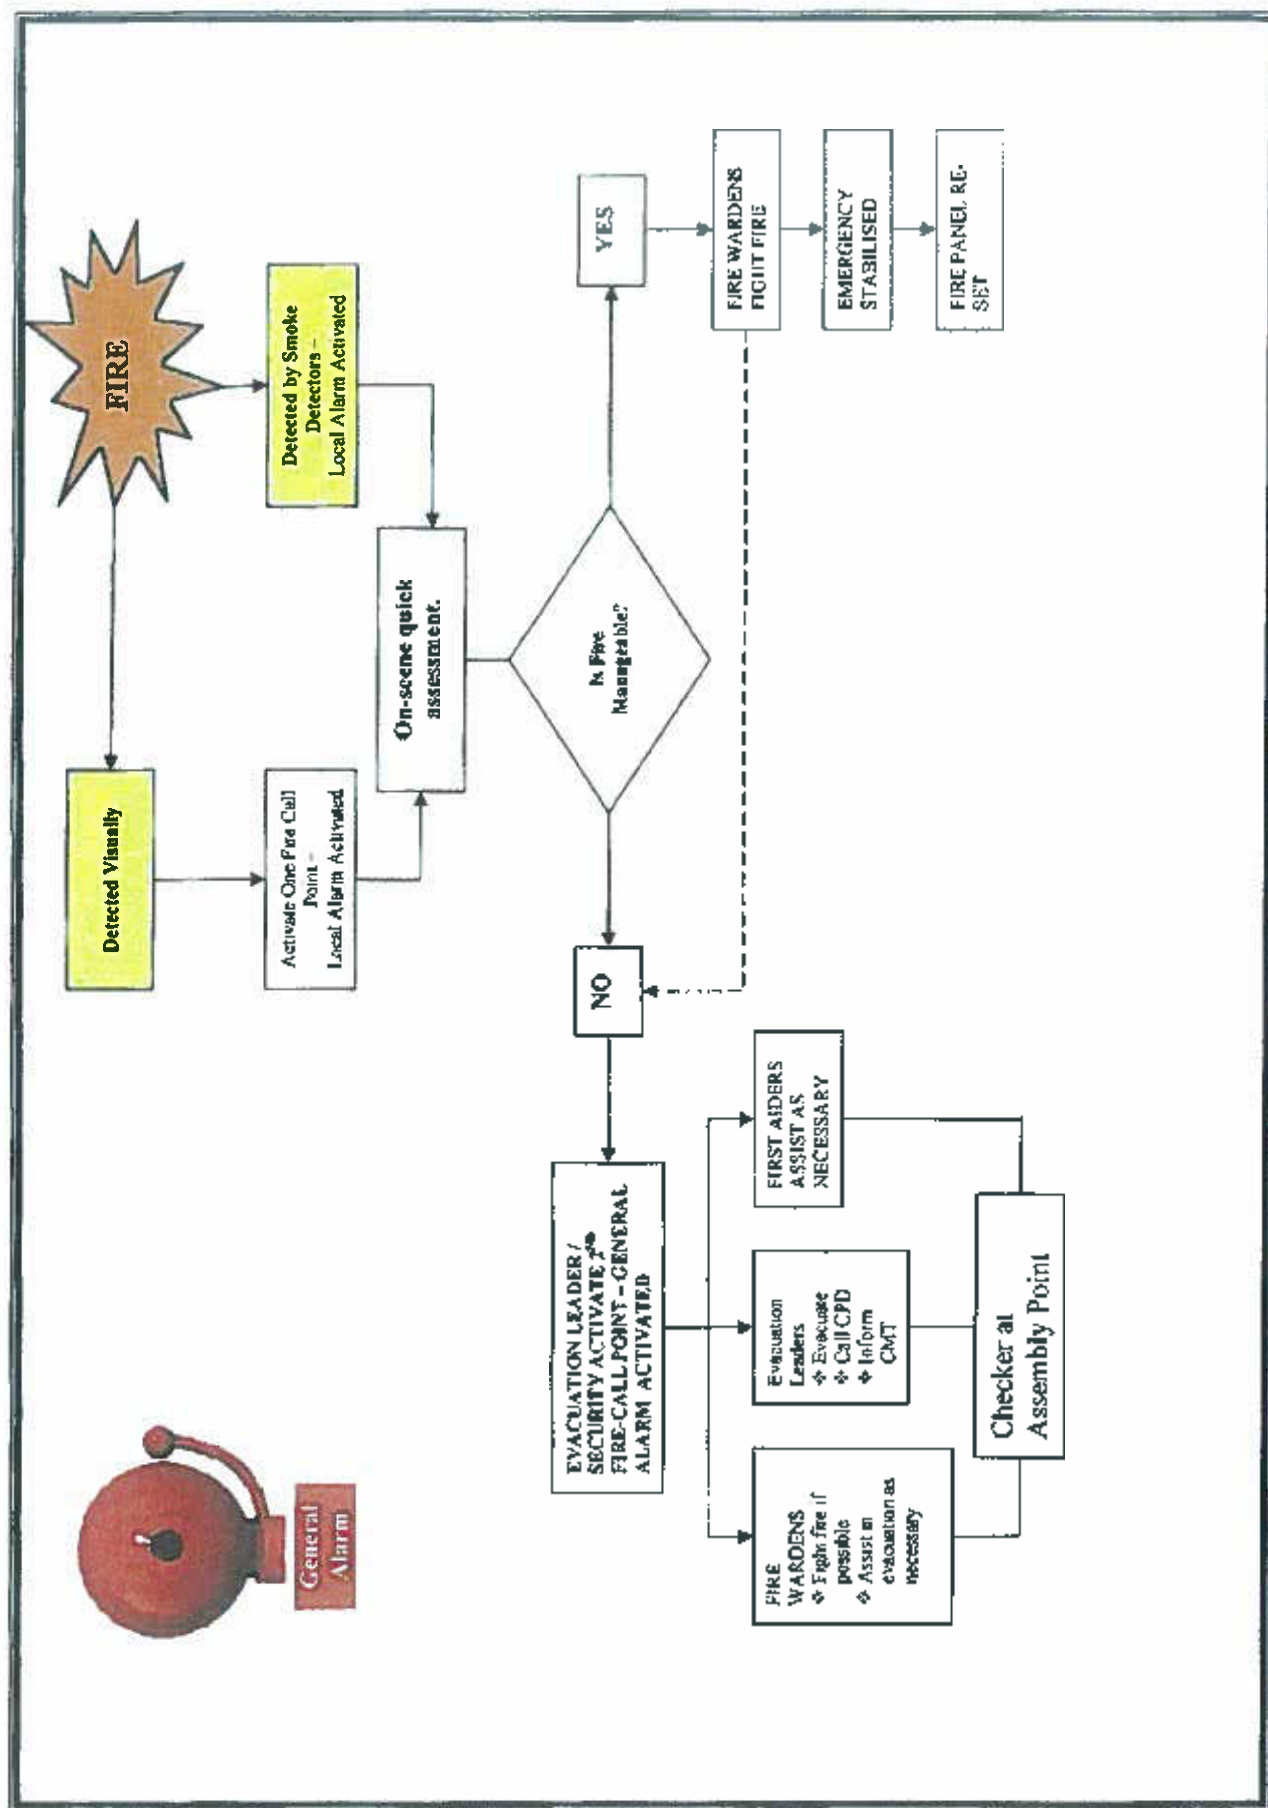 General
Alarm
FIRE
Detected Visually
Detected by Smoke
Detectors –
Local Alarm Activated
Activate One Fire Call
Point –
Local Alarm Activated
On-scene quick
assessment.
Is Fire
Manageable?
NO
YES
EVACUATION LEADER /
SECURITY ACTIVATE 2ND
FIRE-CALL POINT – GENERAL
ALARM ACTIVATED
FIRE WARDENS
FIGHT FIRE
EMERGENCY
STABILISED
FIRE PANEL RE-
SET
FIRE
WARDENS
❖ Fight fire if
possible
❖ Assist in
evacuation as
necessary
Evacuation
Leaders
❖ Evacuate
❖ Call CPD
❖ Inform
CMT
FIRST AIDERS
ASSIST AS
NECESSARY
Checker at
Assembly Point